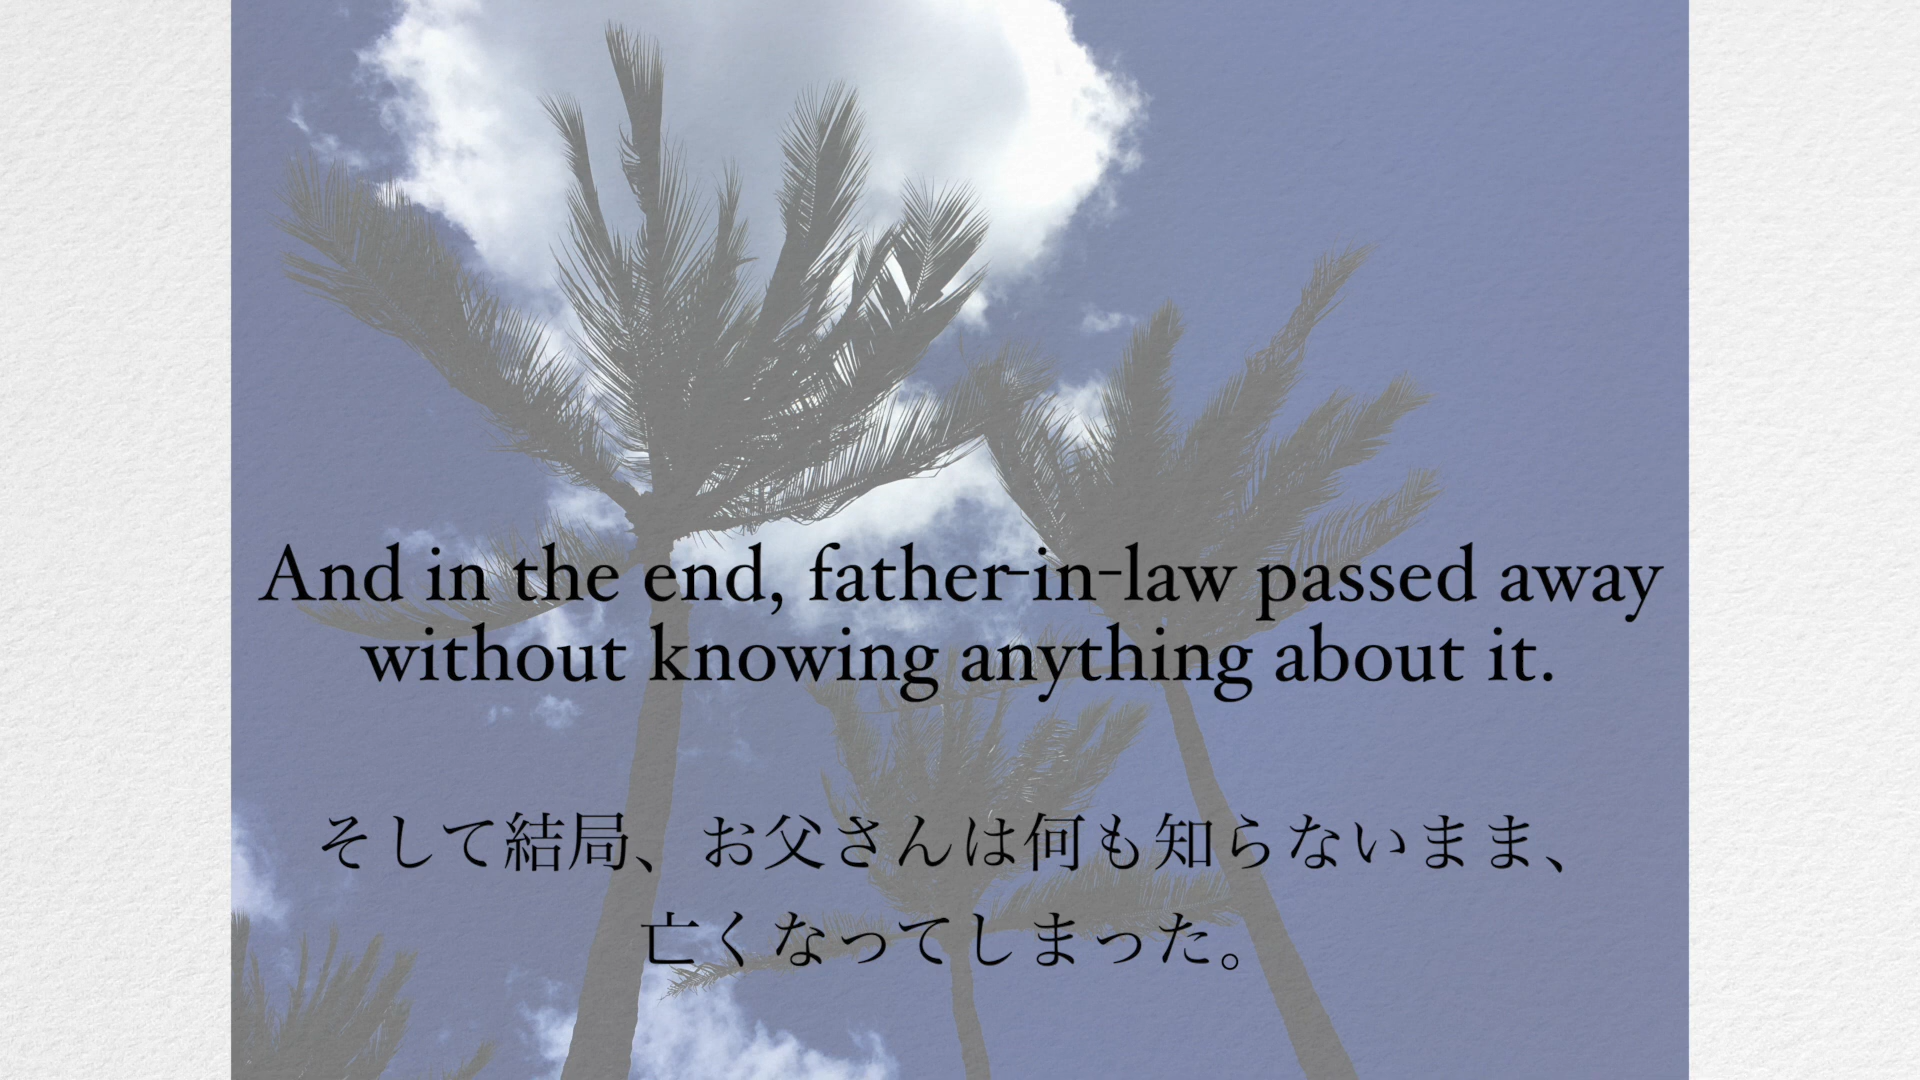 And in the end, father-in-law passed away
without knowing anything about it.
そして結局、お父さんは何も知らないまま、
亡くなってしまった。